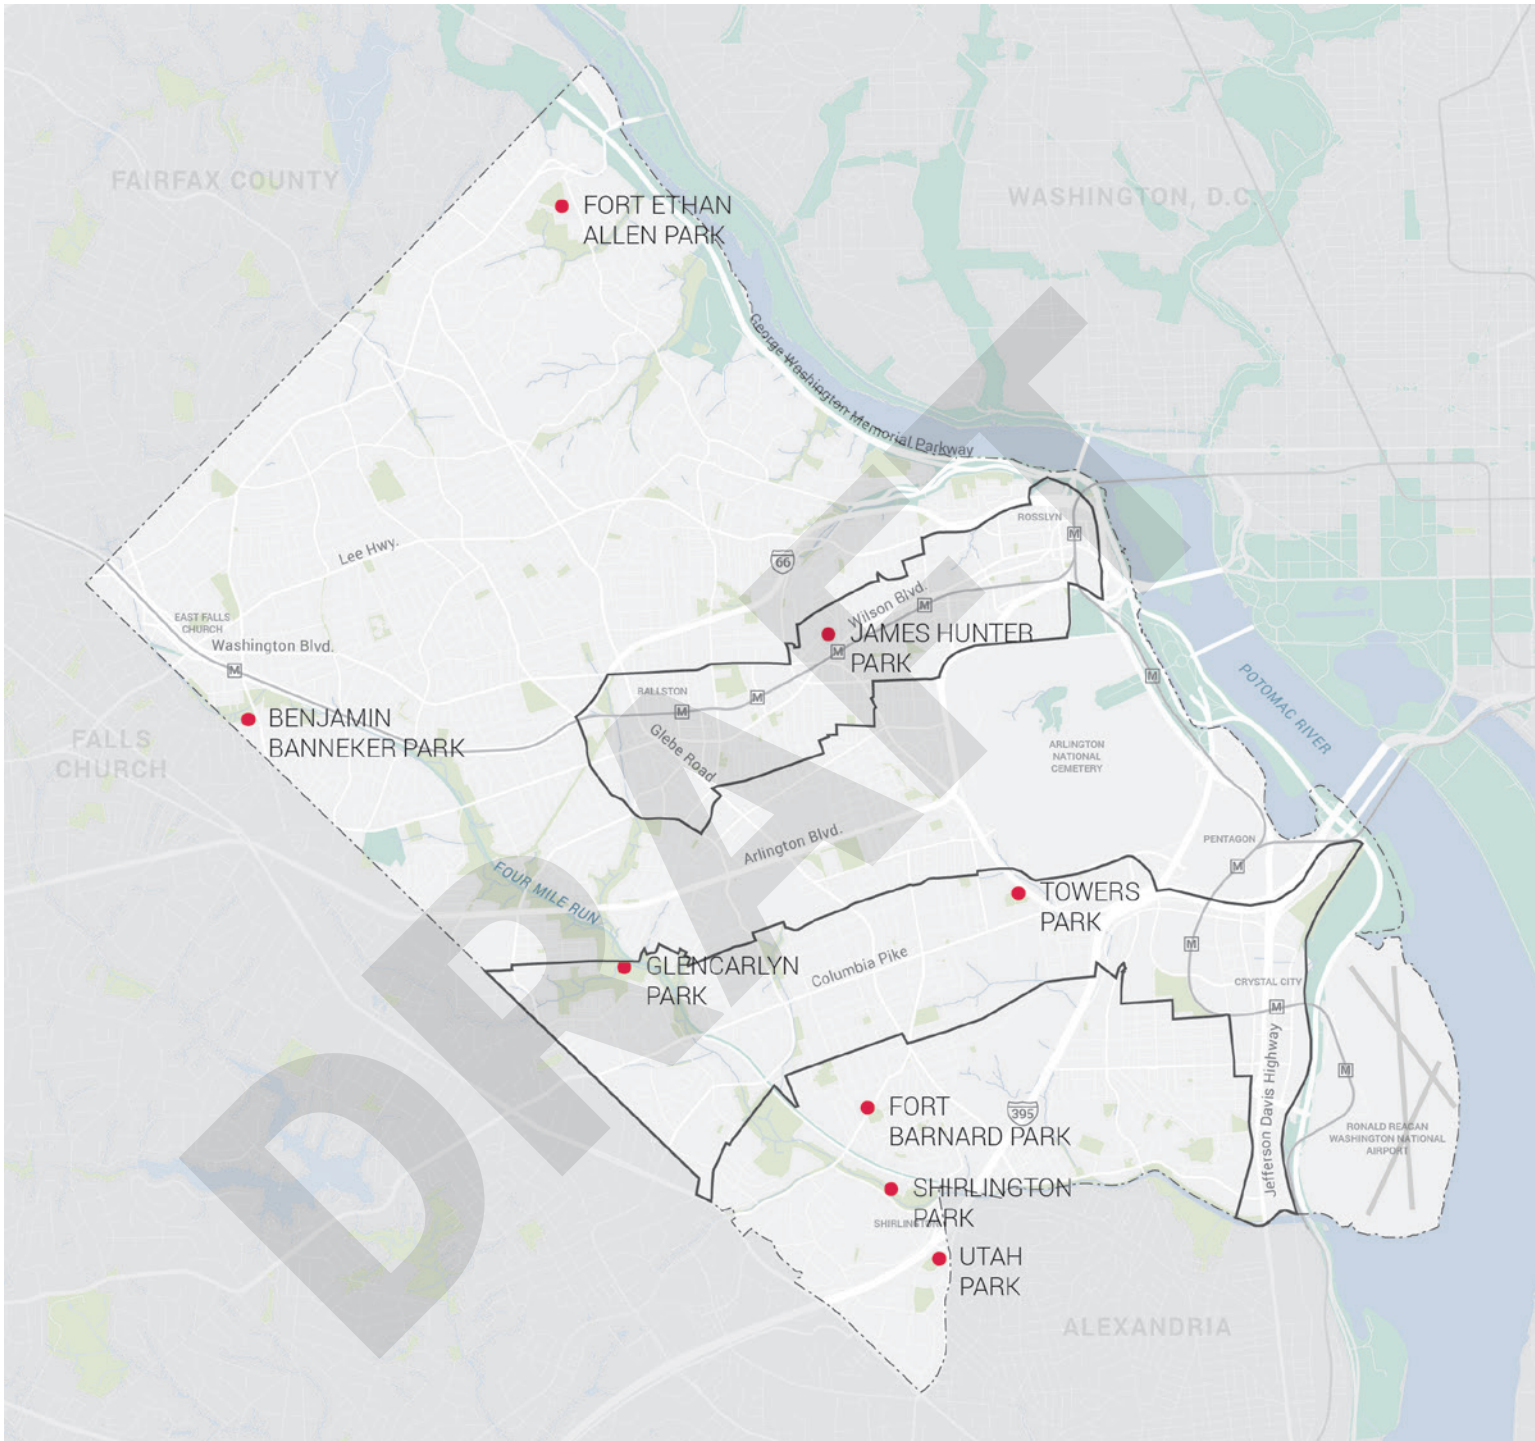 FAIRFAX COUNTY
WASHINGTON, D.C.
FORT ETHAN
ALLEN PARK
George Washington Memorial Parkway
ROSSLYN
M
Lee Hwy.
66
Wilson Blvd.
M
EAST FALLS
CHURCH
Washington Blvd.
M
JAMES HUNTER
PARK
M
POTOMAC RIVER
M
BALLSTON
M
M
BENJAMIN
BANNEKER PARK
FALLS
CHURCH
Glebe Road
ARLINGTON
NATIONAL
CEMETERY
Arlington Blvd.
PENTAGON
M
FOUR MILE RUN
TOWERS
PARK
M
GLENCARLYN
PARK
Columbia Pike
CRYSTAL CITY
M
Jefferson Davis Highway
M
FORT
BARNARD PARK
395
RONALD REAGAN
WASHINGTON NATIONAL
AIRPORT
SHIRLINGTON
PARK
SHIRLINGTON
UTAH
PARK
ALEXANDRIA
DRAFT